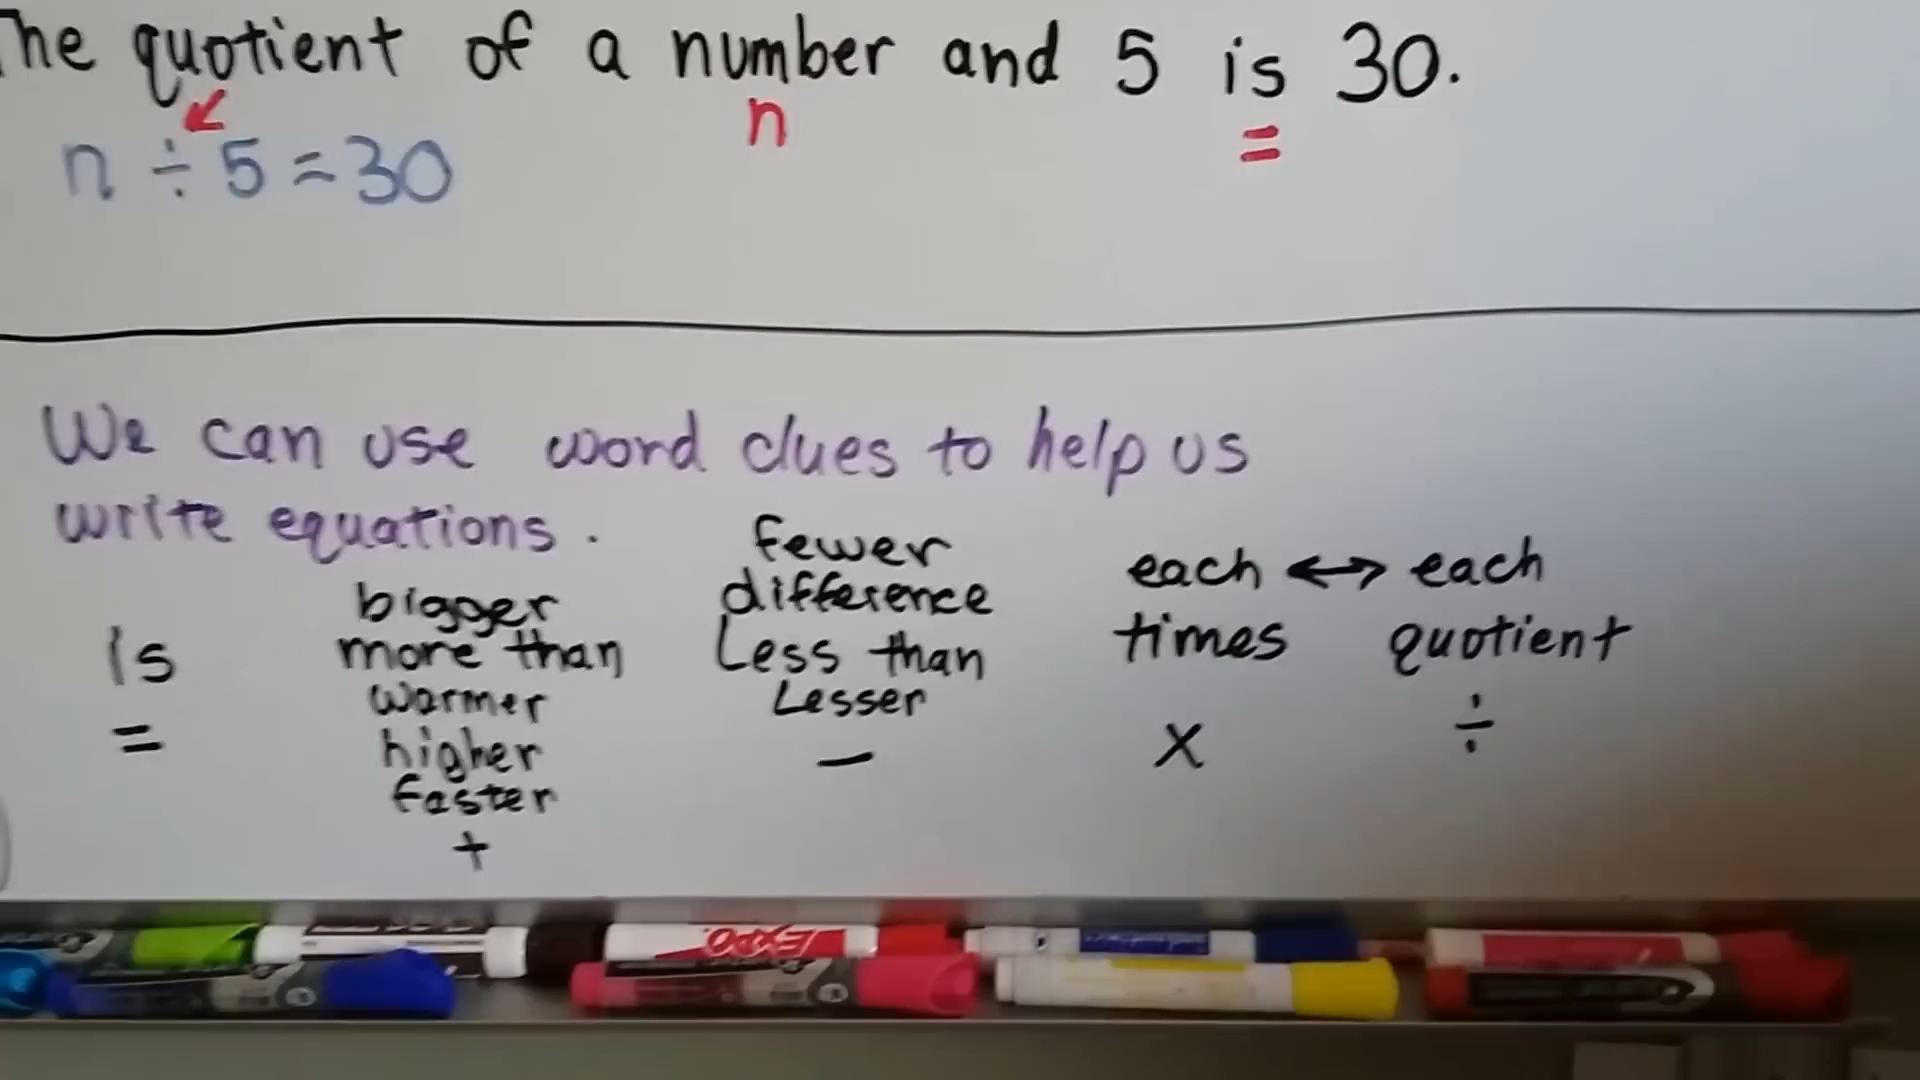 The quotient of a number and 5 is 30.
n =
n ÷ 5 = 30
We can use word clues to help us
write equations.
is
=
bigger
more than
warmer
higher
faster
+
fewer
difference
Less than
Lesser
−
each ↔ each
times quotient
x ÷
EXPO